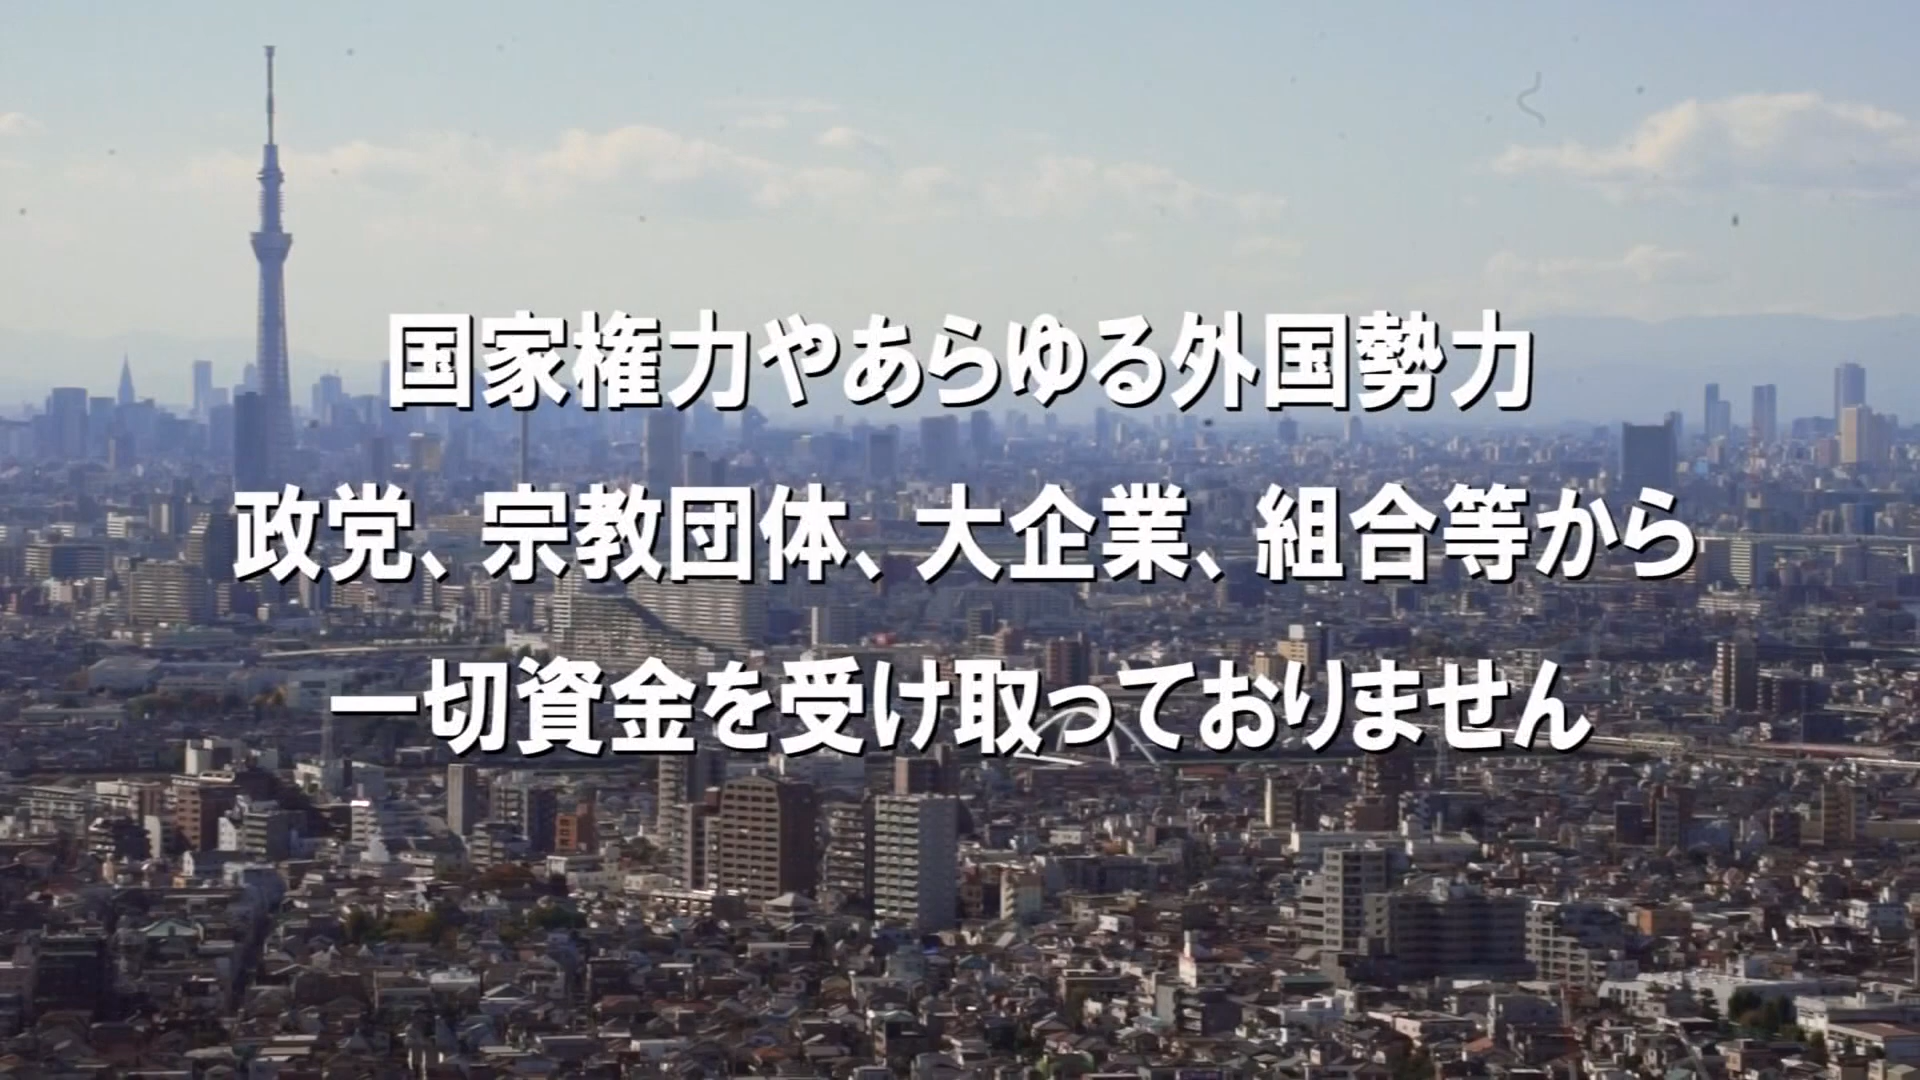 国家権力やあらゆる外国勢力
政党、宗教団体、大企業、組合等から
一切資金を受け取っておりません